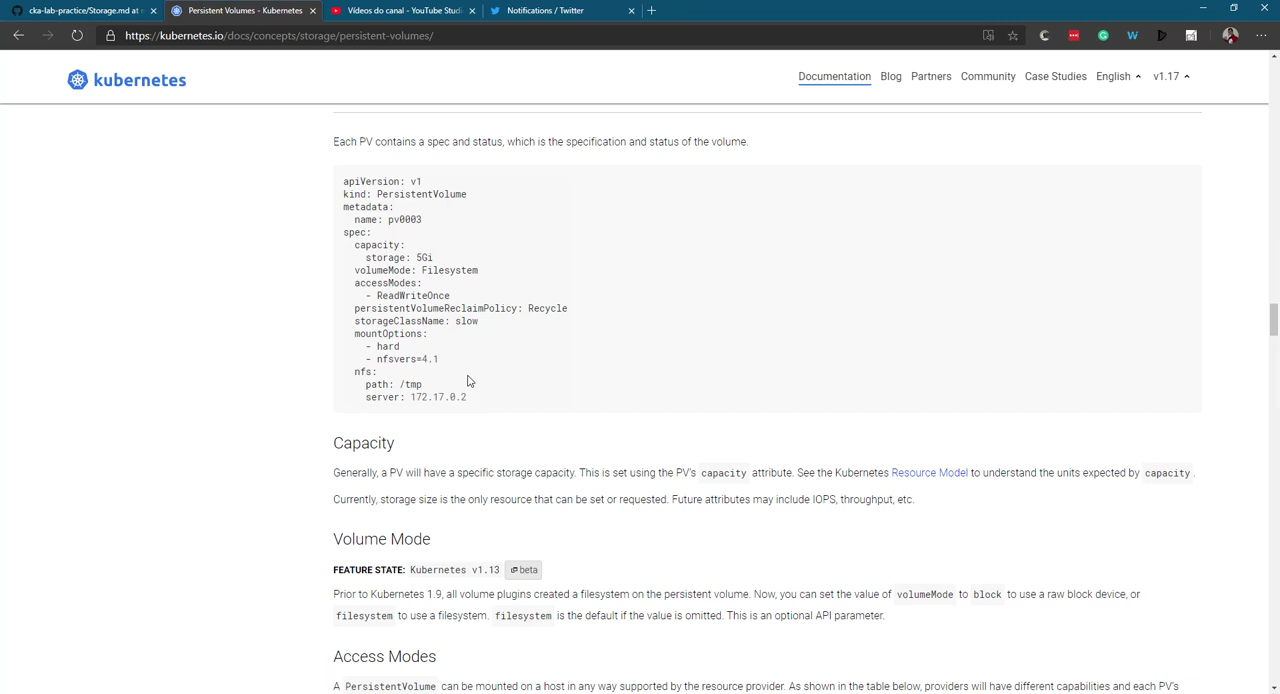 cka-lab-practice/Storage.md at
Persistent Volumes - Kubernetes
Vídeos do canal - YouTube Studi
Notifications / Twitter
https://kubernetes.io/docs/concepts/storage/persistent-volumes/
kubernetes
Documentation
Blog
Partners
Community
Case Studies
English
v1.17
Each PV contains a spec and status, which is the specification and status of the volume.
apiVersion: v1
kind: PersistentVolume
metadata:
  name: pv0003
spec:
  capacity:
    storage: 5Gi
  volumeMode: Filesystem
  accessModes:
    - ReadWriteOnce
  persistentVolumeReclaimPolicy: Recycle
  storageClassName: slow
  mountOptions:
    - hard
    - nfsvers=4.1
  nfs:
    path: /tmp
    server: 172.17.0.2
Capacity
Generally, a PV will have a specific storage capacity. This is set using the PV's capacity attribute. See the Kubernetes Resource Model to understand the units expected by capacity.
Currently, storage size is the only resource that can be set or requested. Future attributes may include IOPS, throughput, etc.
Volume Mode
FEATURE STATE: Kubernetes v1.13 beta
Prior to Kubernetes 1.9, all volume plugins created a filesystem on the persistent volume. Now, you can set the value of volumeMode to block to use a raw block device, or
filesystem to use a filesystem. filesystem is the default if the value is omitted. This is an optional API parameter.
Access Modes
A PersistentVolume can be mounted on a host in any way supported by the resource provider. As shown in the table below, providers will have different capabilities and each PV's